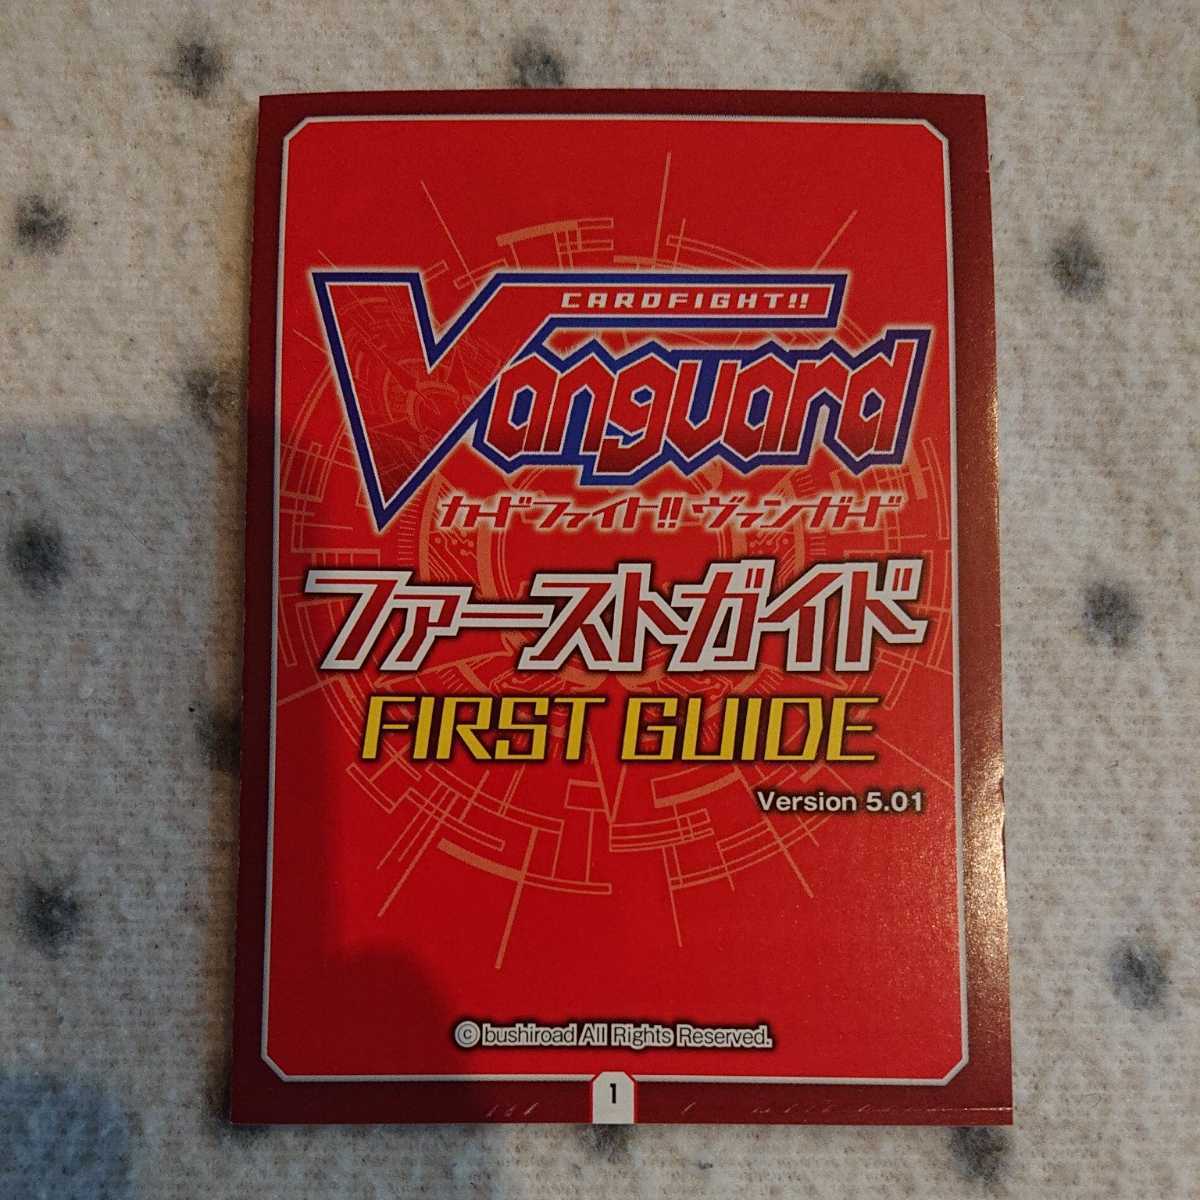 CARDFIGHT!!
Vanguard
カードファイト!! ヴァンガード
ファーストガイド
FIRST GUIDE
Version 5.01
© bushiroad All Rights Reserved.
1